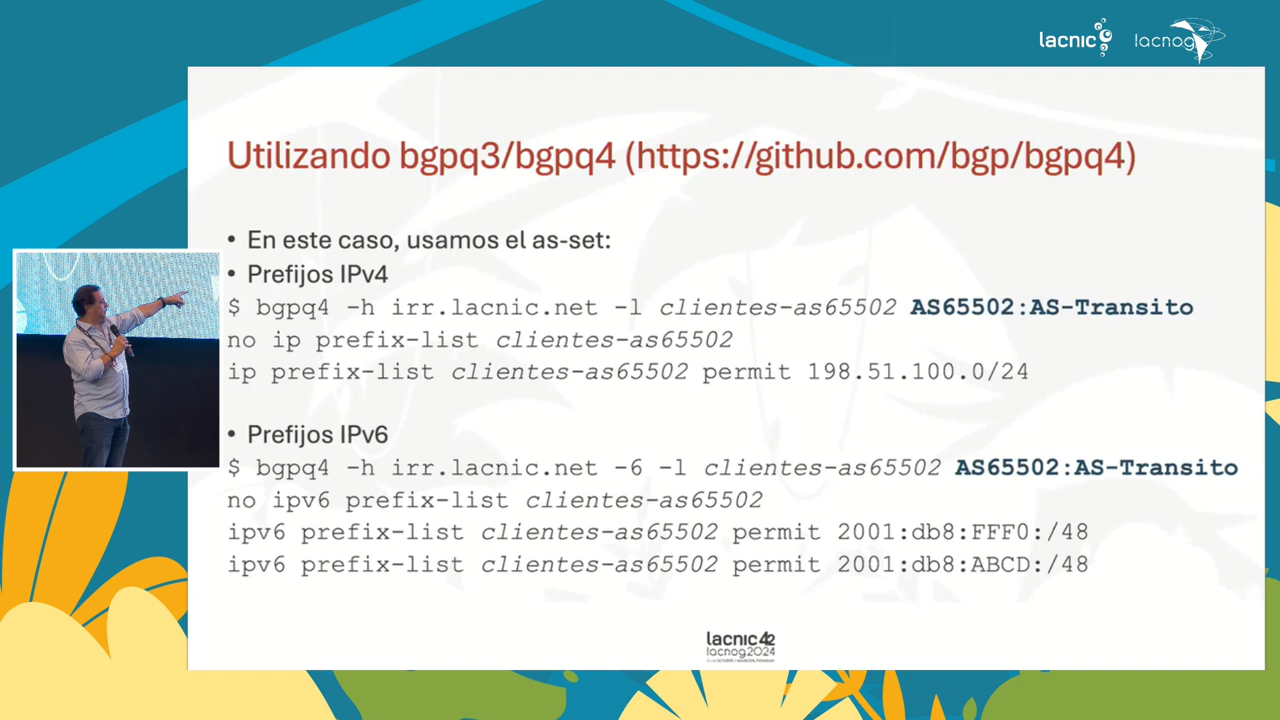 lacnic
lacnog
Utilizando bgpq3/bgpq4 (https://github.com/bgp/bgpq4)
• En este caso, usamos el as-set:
• Prefijos IPv4
$ bgpq4 -h irr.lacnic.net -l clientes-as65502 AS65502:AS-Transito
no ip prefix-list clientes-as65502
ip prefix-list clientes-as65502 permit 198.51.100.0/24
• Prefijos IPv6
$ bgpq4 -h irr.lacnic.net -6 -l clientes-as65502 AS65502:AS-Transito
no ipv6 prefix-list clientes-as65502
ipv6 prefix-list clientes-as65502 permit 2001:db8:FFF0:/48
ipv6 prefix-list clientes-as65502 permit 2001:db8:ABCD:/48
lacnic42
lacnog2024